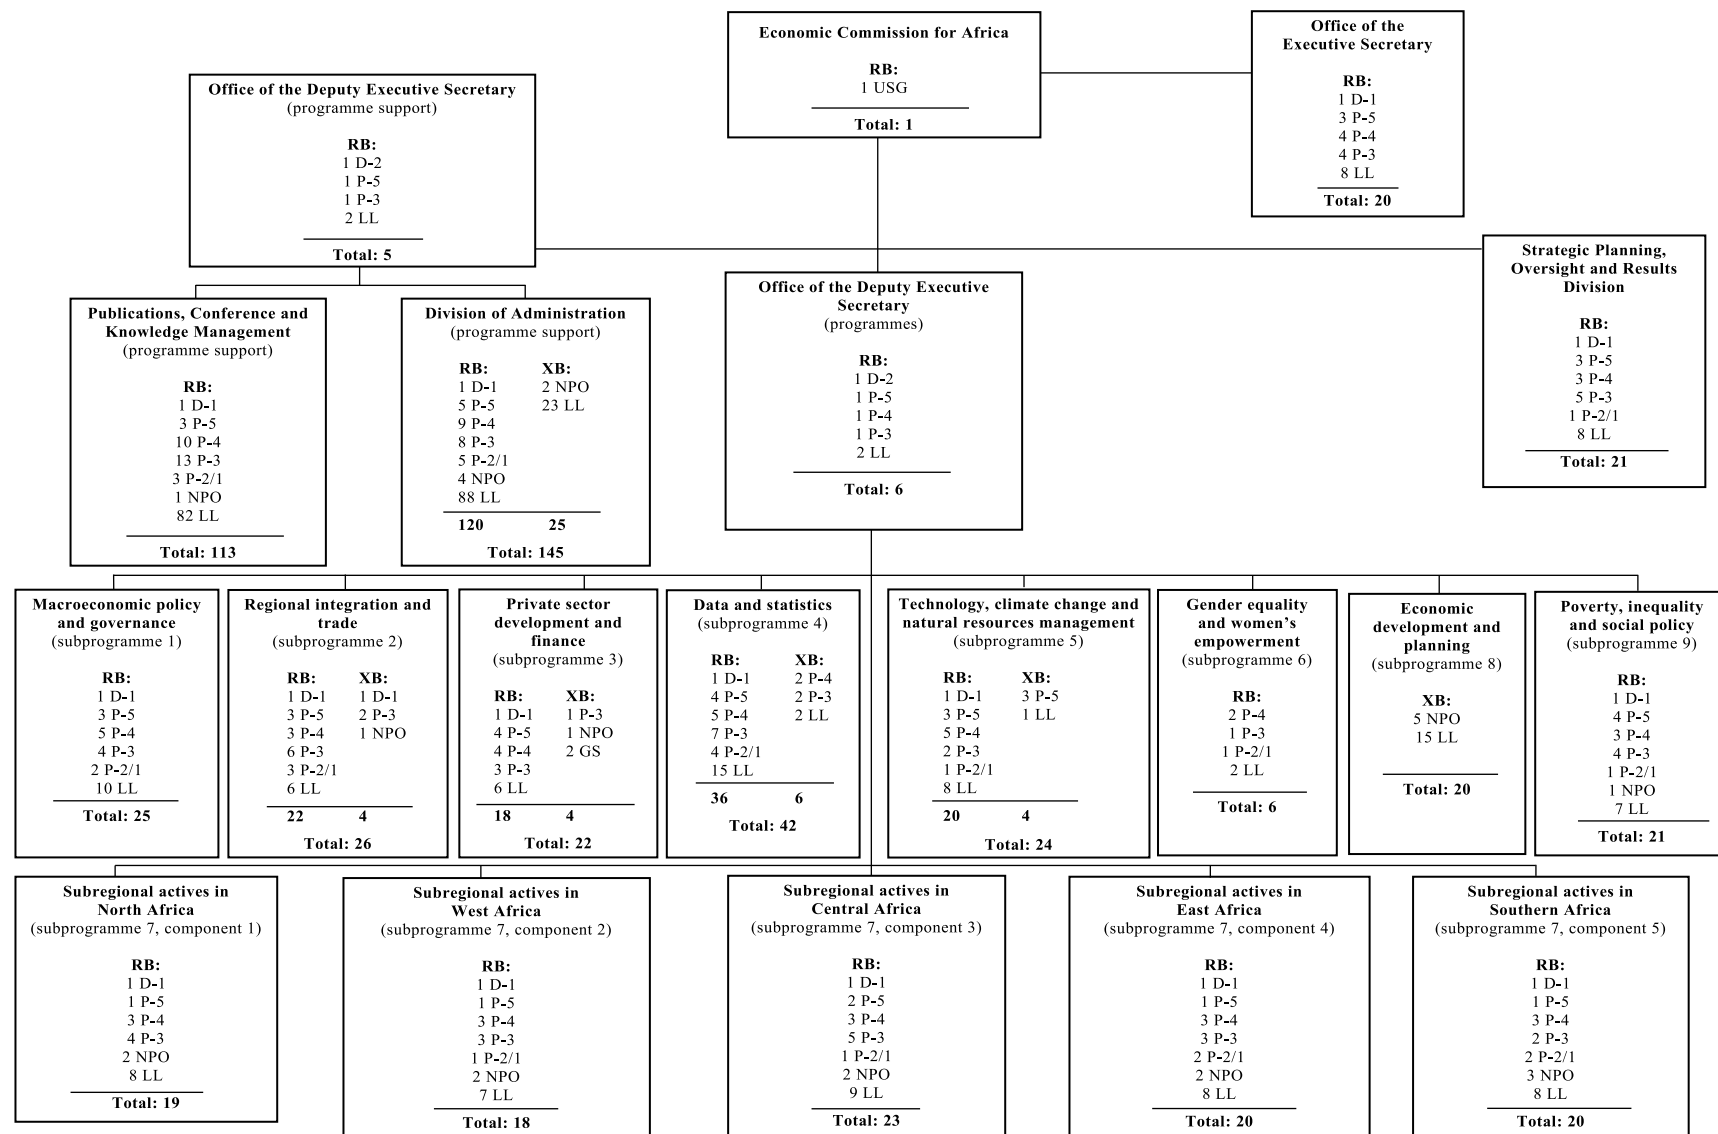 Economic Commission for Africa
RB:
1 USG
Total: 1
Office of the
Executive Secretary
RB:
1 D-1
3 P-5
4 P-4
4 P-3
8 LL
Total: 20
Office of the Deputy Executive Secretary
(programme support)
RB:
1 D-2
1 P-5
1 P-3
2 LL
Total: 5
Strategic Planning,
Oversight and Results
Division
RB:
1 D-1
3 P-5
3 P-4
5 P-3
1 P-2/1
8 LL
Total: 21
Publications, Conference and
Knowledge Management
(programme support)
RB:
1 D-1
3 P-5
10 P-4
13 P-3
3 P-2/1
1 NPO
82 LL
Total: 113
Division of Administration
(programme support)
RB: XB:
1 D-1 2 NPO
5 P-5 23 LL
9 P-4
8 P-3
5 P-2/1
4 NPO
88 LL
120 25
Total: 145
Office of the Deputy Executive
Secretary
(programmes)
RB:
1 D-2
1 P-5
1 P-4
1 P-3
2 LL
Total: 6
Macroeconomic policy
and governance
(subprogramme 1)
RB:
1 D-1
3 P-5
5 P-4
4 P-3
2 P-2/1
10 LL
Total: 25
Regional integration and
trade
(subprogramme 2)
RB: XB:
1 D-1 1 D-1
3 P-5 2 P-3
3 P-4 1 NPO
6 P-3
3 P-2/1
6 LL
22 4
Total: 26
Private sector
development and
finance
(subprogramme 3)
RB: XB:
1 D-1 1 P-3
4 P-5 1 NPO
4 P-4 2 GS
3 P-3
6 LL
18 4
Total: 22
Data and statistics
(subprogramme 4)
RB: XB:
1 D-1 2 P-4
4 P-5 2 P-3
5 P-4 2 LL
7 P-3
4 P-2/1
15 LL
36 6
Total: 42
Technology, climate change and
natural resources management
(subprogramme 5)
RB: XB:
1 D-1 3 P-5
3 P-5 1 LL
5 P-4
2 P-3
1 P-2/1
8 LL
20 4
Total: 24
Gender equality
and women’s
empowerment
(subprogramme 6)
RB:
2 P-4
1 P-3
1 P-2/1
2 LL
Total: 6
Economic
development and
planning
(subprogramme 8)
XB:
5 NPO
15 LL
Total: 20
Poverty, inequality
and social policy
(subprogramme 9)
RB:
1 D-1
4 P-5
3 P-4
4 P-3
1 P-2/1
1 NPO
7 LL
Total: 21
Subregional actives in
North Africa
(subprogramme 7, component 1)
RB:
1 D-1
1 P-5
3 P-4
4 P-3
2 NPO
8 LL
Total: 19
Subregional actives in
West Africa
(subprogramme 7, component 2)
RB:
1 D-1
1 P-5
3 P-4
3 P-3
1 P-2/1
2 NPO
7 LL
Total: 18
Subregional actives in
Central Africa
(subprogramme 7, component 3)
RB:
1 D-1
2 P-5
3 P-4
5 P-3
1 P-2/1
2 NPO
9 LL
Total: 23
Subregional actives in
East Africa
(subprogramme 7, component 4)
RB:
1 D-1
1 P-5
3 P-4
3 P-3
2 P-2/1
2 NPO
8 LL
Total: 20
Subregional actives in
Southern Africa
(subprogramme 7, component 5)
RB:
1 D-1
1 P-5
3 P-4
2 P-3
2 P-2/1
3 NPO
8 LL
Total: 20